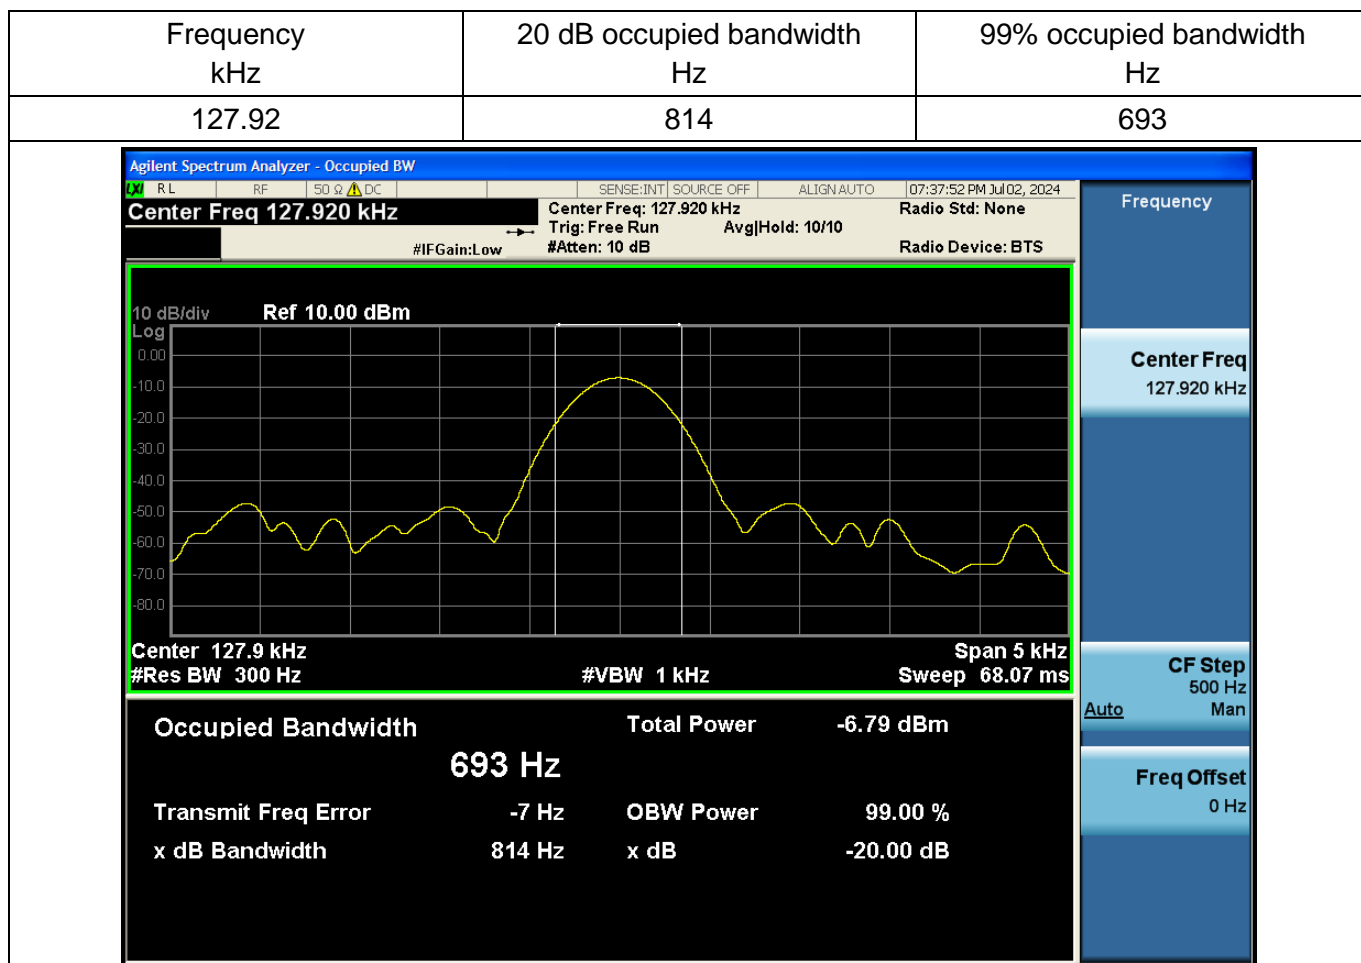 Frequency 20 dB occupied bandwidth 99% occupied bandwidth
kHz Hz Hz
127.92 814 693
Agilent Spectrum Analyzer - Occupied BW
LXI RL RF 50 Ω DC SENSE:INT SOURCE OFF ALIGN AUTO 07:37:52 PM Jul 02, 2024
Center Freq 127.920 kHz Center Freq: 127.920 kHz Radio Std: None Frequency
Trig: Free Run Avg|Hold: 10/10
#IFGain:Low #Atten: 10 dB Radio Device: BTS
10 dB/div Ref 10.00 dBm
Log
0.00
-10.0
-20.0
-30.0
-40.0
-50.0
-60.0
-70.0
-80.0
Center Freq
127.920 kHz
Center 127.9 kHz Span 5 kHz
#Res BW 300 Hz #VBW 1 kHz Sweep 68.07 ms
CF Step
500 Hz
Auto Man
Occupied Bandwidth Total Power -6.79 dBm
693 Hz
Transmit Freq Error -7 Hz OBW Power 99.00 %
x dB Bandwidth 814 Hz x dB -20.00 dB
Freq Offset
0 Hz